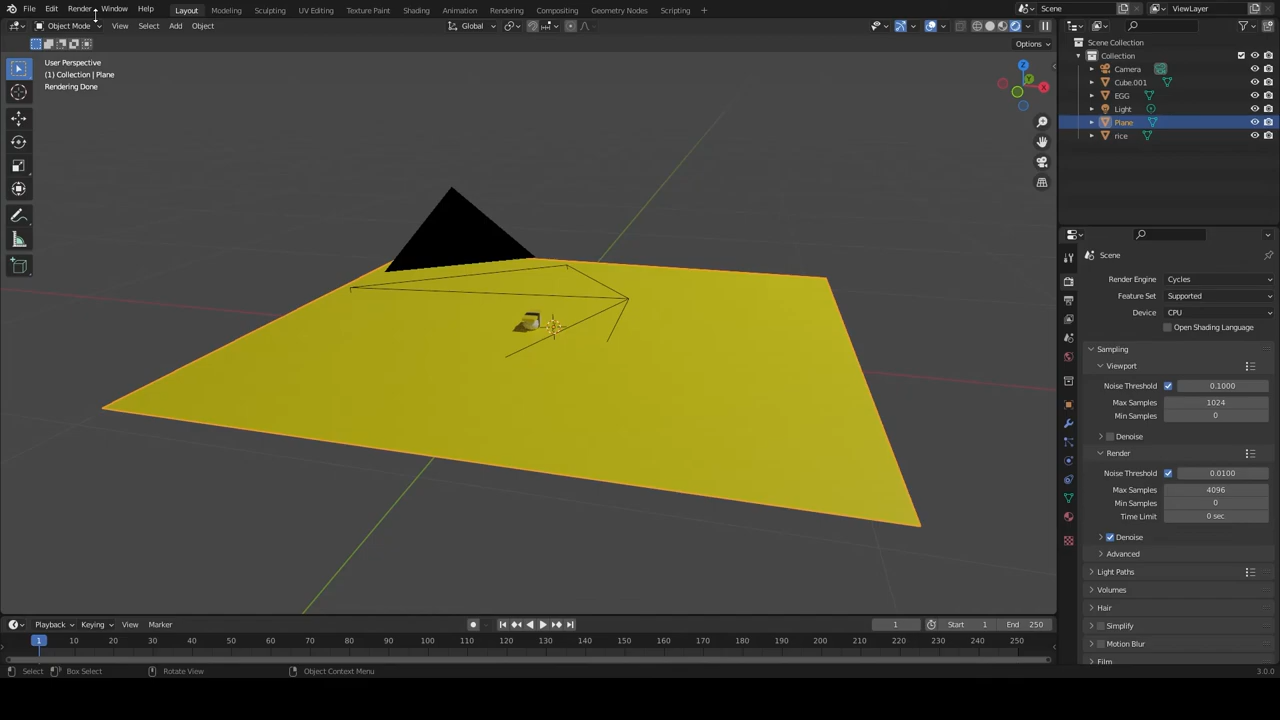 File Edit Render Window Help Layout Modeling Sculpting UV Editing Texture Paint Shading Animation Rendering Compositing Geometry Nodes Scripting + Scene ViewLayer
Object Mode View Select Add Object Global
Options
User Perspective
(1) Collection | Plane
Rendering Done
Z
Y
X
Scene Collection
Collection
Camera
Cube.001
EGG
Light
Plane
rice
Scene
Render Engine Cycles
Feature Set Supported
Device CPU
Open Shading Language
Sampling
Viewport
Noise Threshold 0.1000
Max Samples 1024
Min Samples 0
Denoise
Render
Noise Threshold 0.0100
Max Samples 4096
Min Samples 0
Time Limit 0 sec
Denoise
Advanced
Light Paths
Volumes
Hair
Simplify
Motion Blur
Film
Playback Keying View Marker 1 Start 1 End 250
1 10 20 30 40 50 60 70 80 90 100 110 120 130 140 150 160 170 180 190 200 210 220 230 240 250
Select Box Select Rotate View Object Context Menu 3.0.0